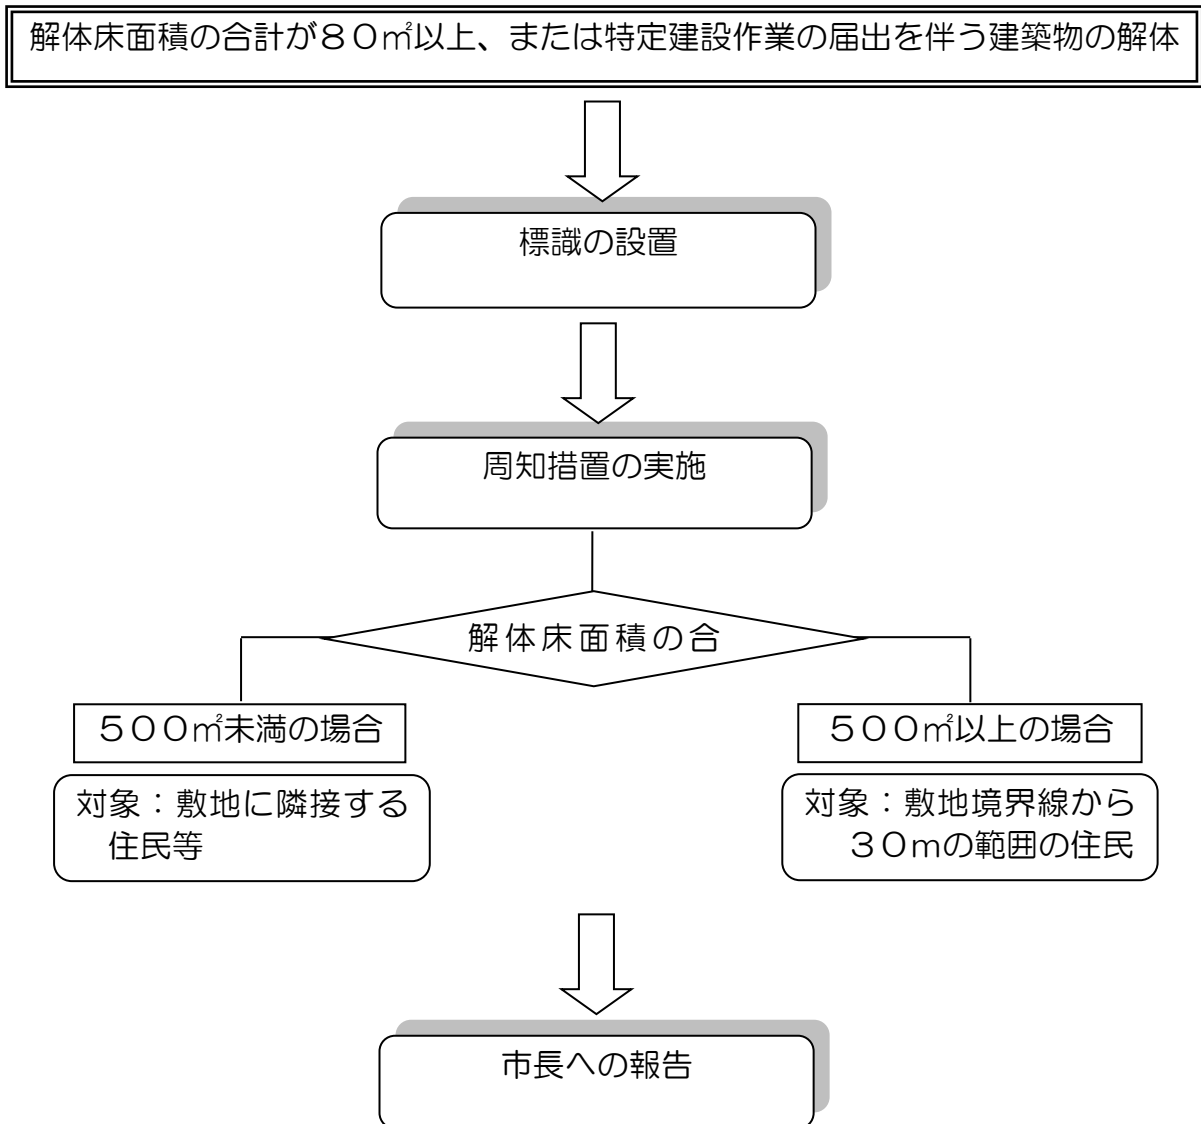 解体床面積の合計が８０㎡以上、または特定建設作業の届出を伴う建築物の解体
標識の設置
周知措置の実施
解体床面積の合
５００㎡未満の場合
対象：敷地に隣接する
住民等
５００㎡以上の場合
対象：敷地境界線から
３０ｍの範囲の住民
市長への報告